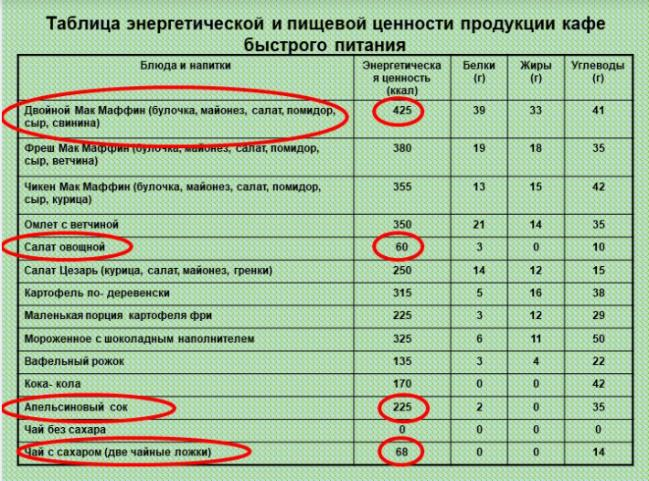 Таблица энергетической и пищевой ценности продукции кафе
быстрого питания
Блюда и напитки Энергетическа Белки Жиры Углеводы
я ценность (г) (г) (г)
(ккал)
Двойной Мак Маффин (булочка, майонез, салат, помидор, 425 39 33 41
сыр, свинина)
Фреш Мак Маффин (булочка, майонез, салат, помидор, 380 19 18 35
сыр, ветчина)
Чикен Мак Маффин (булочка, майонез, салат, помидор, 355 13 15 42
сыр, курица)
Омлет с ветчиной 350 21 14 35
Салат овощной 60 3 0 10
Салат Цезарь (курица, салат, майонез, гренки) 250 14 12 15
Картофель по- деревенски 315 5 16 38
Маленькая порция картофеля фри 225 3 12 29
Мороженное с шоколадным наполнителем 325 6 11 50
Вафельный рожок 135 3 4 22
Кока- кола 170 0 0 42
Апельсиновый сок 225 2 0 35
Чай без сахара 0 0 0 0
Чай с сахаром (две чайные ложки) 68 0 0 14